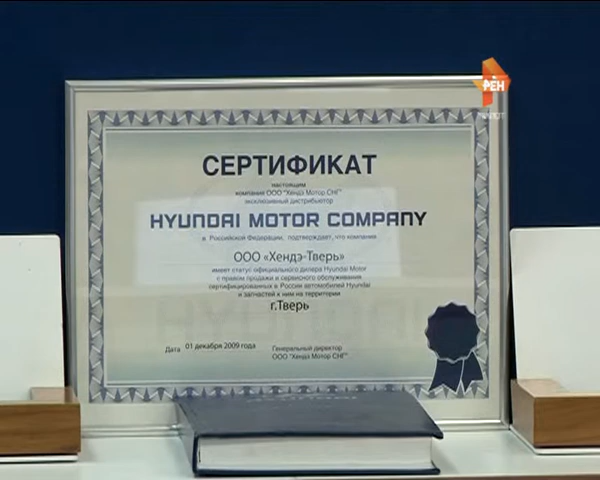 РЕН
СЕРТИФИКАТ
настоящим
компания ООО "Хендэ Мотор СНГ"
эксклюзивный дистрибьютор
HYUNDAI MOTOR COMPANY
в Российской Федерации, подтверждает, что компания
ООО «Хендэ-Тверь»
имеет статус официального дилера Hyundai Motor
с правом продажи и сервисного обслуживания
сертифицированных в России автомобилей Hyundai
и запчастей к ним на территории
г.Тверь
Дата 01 декабря 2009 года
Генеральный директор
ООО "Хендэ Мотор СНГ"